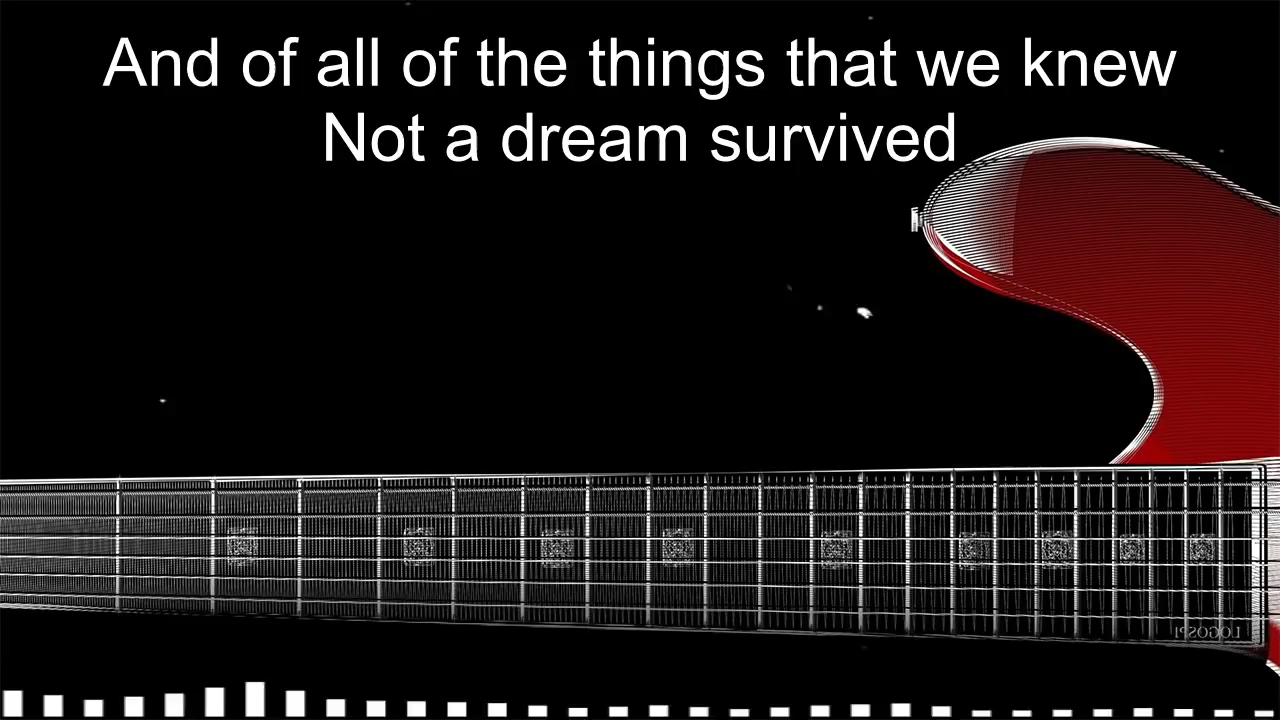 And of all of the things that we knew
Not a dream survived